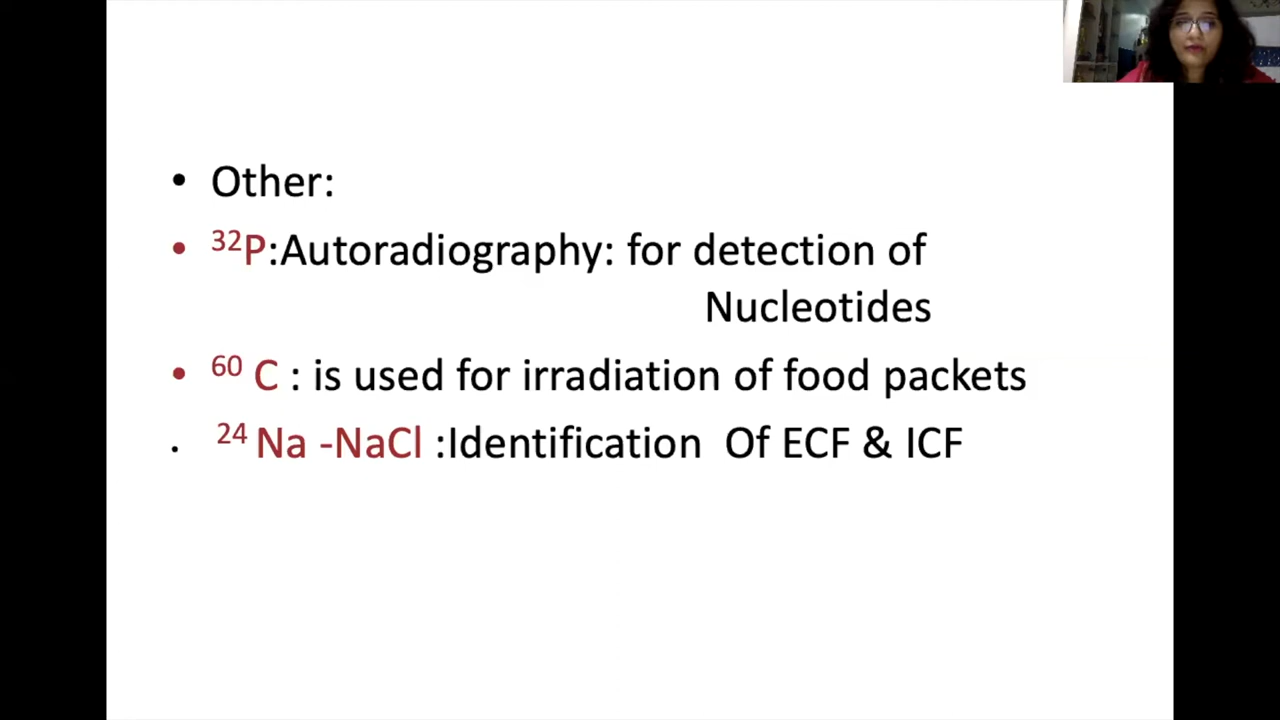 • Other:
• ³²P:Autoradiography: for detection of
Nucleotides
• ⁶⁰ C : is used for irradiation of food packets
• ²⁴ Na -NaCl :Identification Of ECF & ICF